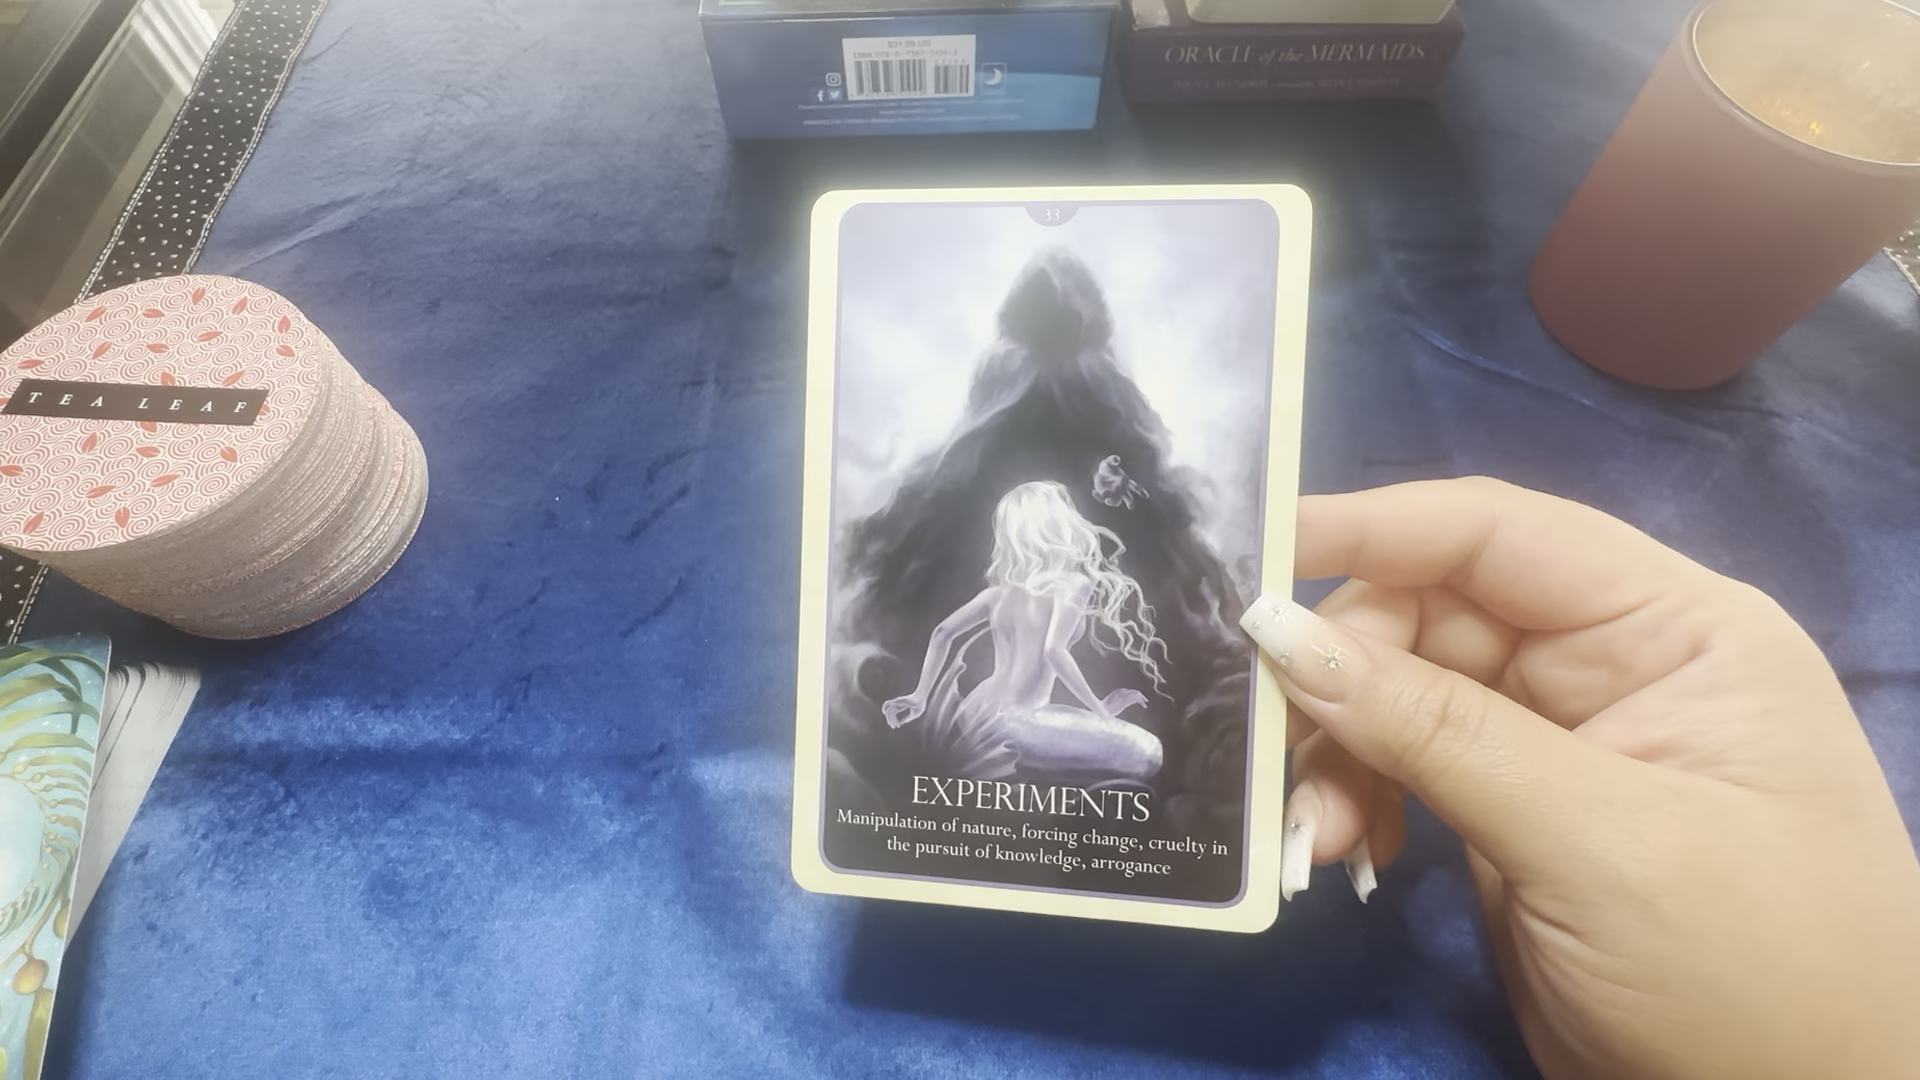 $31.99 US
ORACLE of the MERMAIDS
33
TEA LEAF
EXPERIMENTS
Manipulation of nature, forcing change, cruelty in
the pursuit of knowledge, arrogance